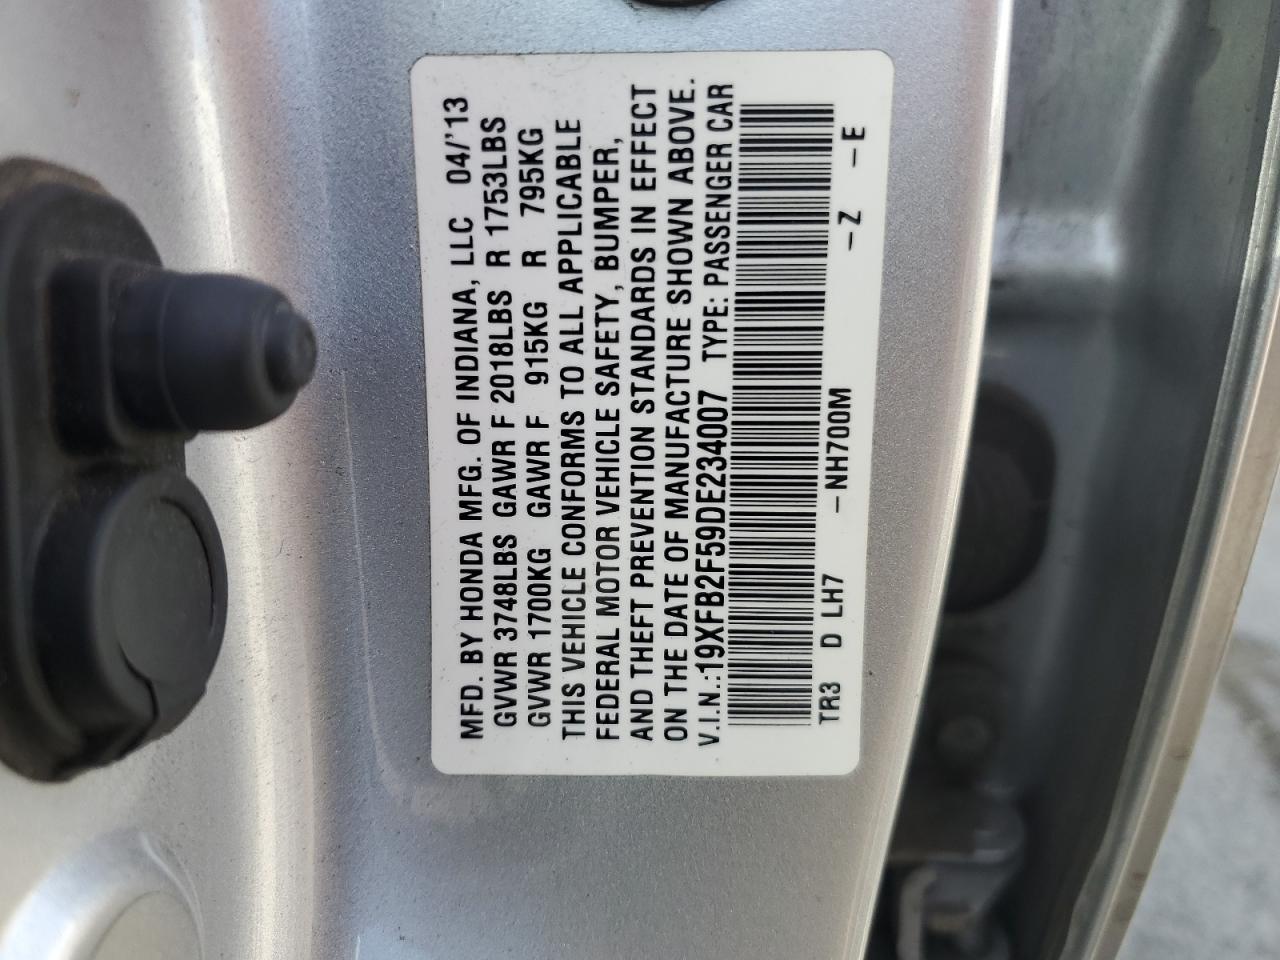 MFD. BY HONDA MFG. OF INDIANA, LLC 04/'13
GVWR 3748LBS GAWR F 2018LBS R 1753LBS
GVWR 1700KG GAWR F 915KG R 795KG
THIS VEHICLE CONFORMS TO ALL APPLICABLE
FEDERAL MOTOR VEHICLE SAFETY, BUMPER,
AND THEFT PREVENTION STANDARDS IN EFFECT
ON THE DATE OF MANUFACTURE SHOWN ABOVE.
V.I.N.:19XFB2F59DE234007 TYPE: PASSENGER CAR
TR3 D LH7 -NH700M -Z -E